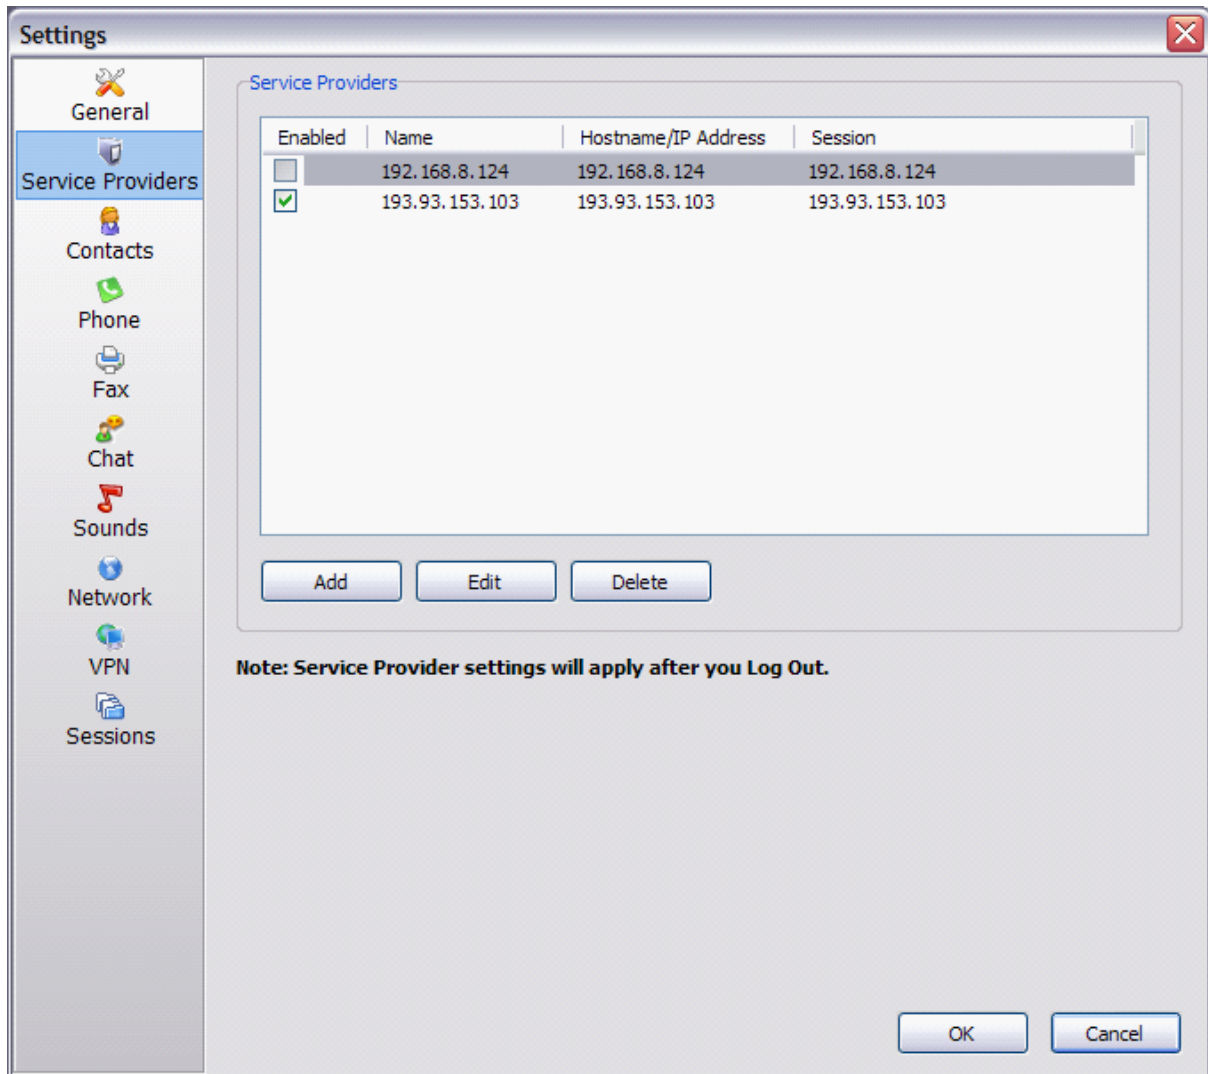 Settings
General
Service Providers
Contacts
Phone
Fax
Chat
Sounds
Network
VPN
Sessions
Service Providers
Enabled Name Hostname/IP Address Session
192.168.8.124 192.168.8.124 192.168.8.124
193.93.153.103 193.93.153.103 193.93.153.103
Add Edit Delete
Note: Service Provider settings will apply after you Log Out.
OK Cancel